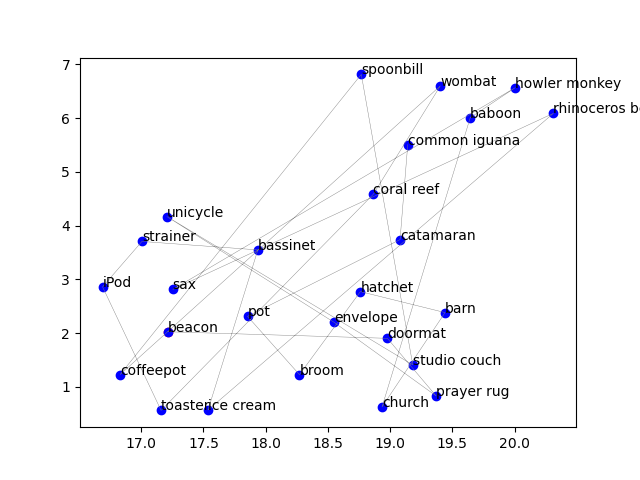 7
spoonbill
wombat
howler monkey
rhinoceros b
6
baboon
common iguana
5
coral reef
4
unicycle
strainer
bassinet
catamaran
3
iPod
sax
hatchet
pot
envelope
barn
2
beacon
doormat
coffeepot
broom
studio couch
1
toaster
ice cream
church
prayer rug
17.0 17.5 18.0 18.5 19.0 19.5 20.0